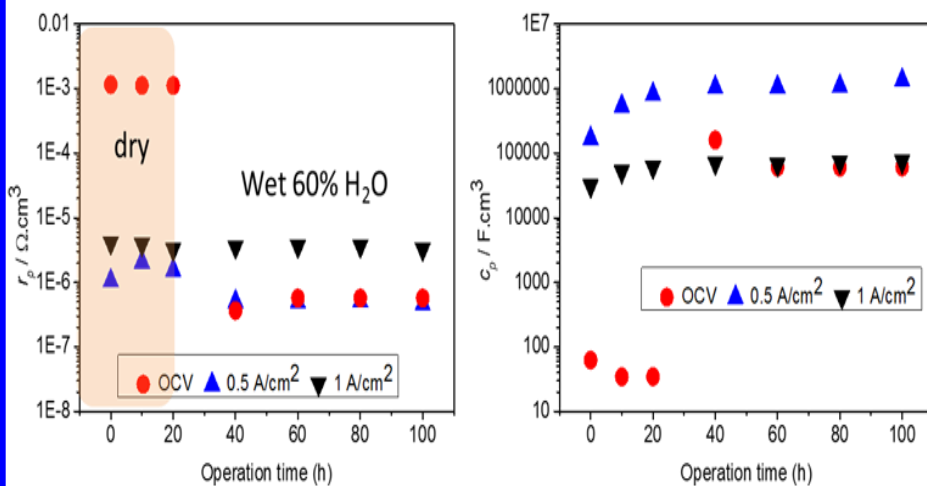 0.01
1E-3
1E-4
1E-5
1E-6
1E-7
1E-8
r_p / Ω.cm³
dry
Wet 60% H₂O
OCV 0.5 A/cm² 1 A/cm²
0 20 40 60 80 100
Operation time (h)
1E7
1000000
100000
10000
1000
100
10
c_p / F.cm³
OCV 0.5 A/cm² 1 A/cm²
0 20 40 60 80 100
Operation time (h)